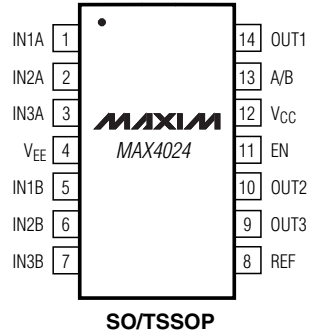 IN1A 1 14 OUT1
IN2A 2 13 A/B
IN3A 3 MAXIM 12 VCC
VEE 4 MAX4024 11 EN
IN1B 5 10 OUT2
IN2B 6 9 OUT3
IN3B 7 8 REF
SO/TSSOP